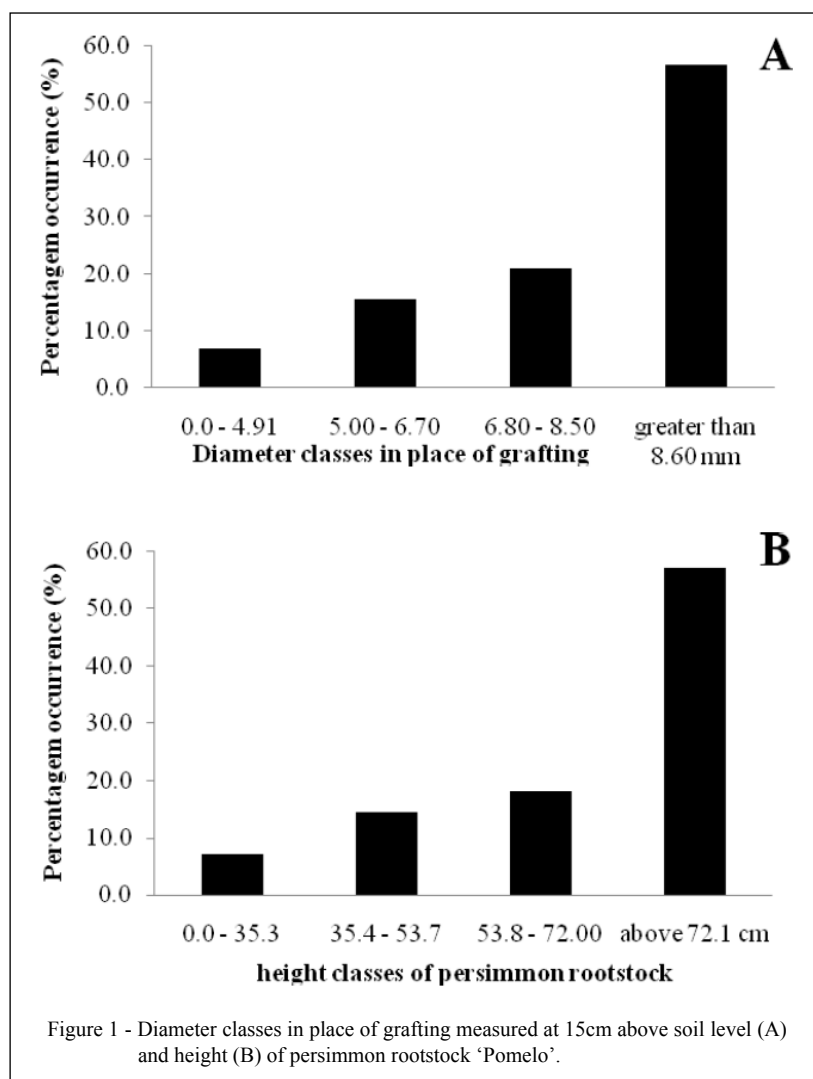 A
Percentagem occurrence (%)
60.0
50.0
40.0
30.0
20.0
10.0
0.0
0.0 - 4.91 5.00 - 6.70 6.80 - 8.50 greater than
8.60 mm
Diameter classes in place of grafting
B
Percentagem occurrence (%)
60.0
50.0
40.0
30.0
20.0
10.0
0.0
0.0 - 35.3 35.4 - 53.7 53.8 - 72.00 above 72.1 cm
height classes of persimmon rootstock
Figure 1 - Diameter classes in place of grafting measured at 15cm above soil level (A)
and height (B) of persimmon rootstock ‘Pomelo’.